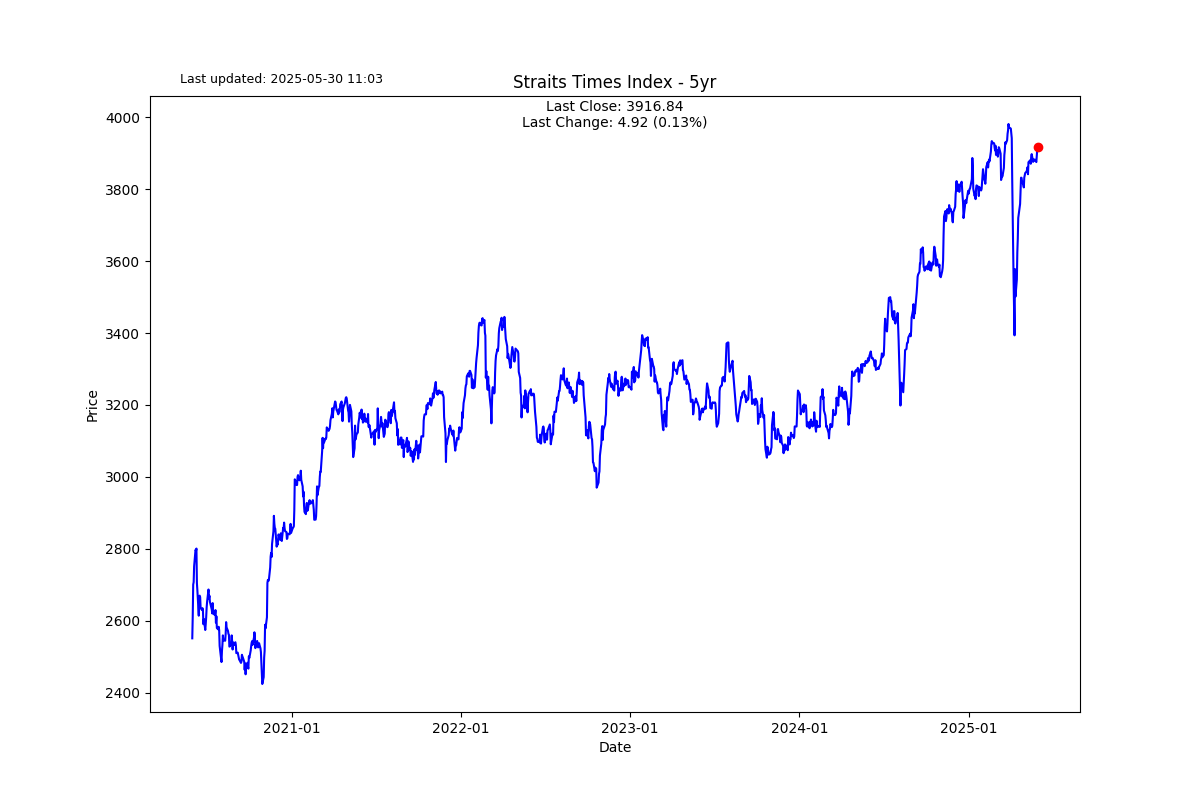 Last updated: 2025-05-30 11:03
Straits Times Index - 5yr
Last Close: 3916.84
Last Change: 4.92 (0.13%)
4000
3800
3600
3400
3200
3000
2800
2600
2400
Price
2021-01
2022-01
2023-01
2024-01
2025-01
Date